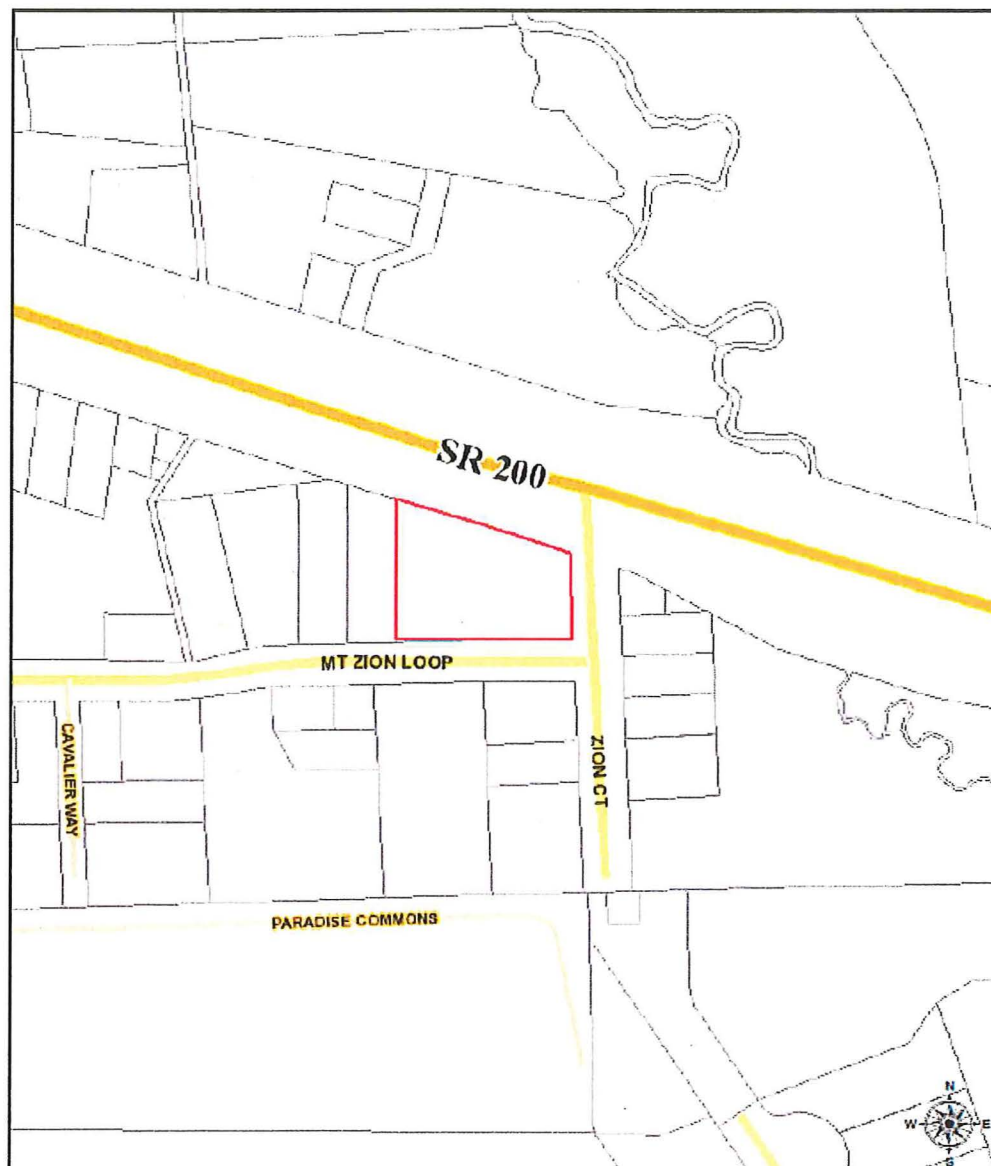 SR 200
MT ZION LOOP
CAVALIER WAY
ZION CT
PARADISE COMMONS
N
W E
S